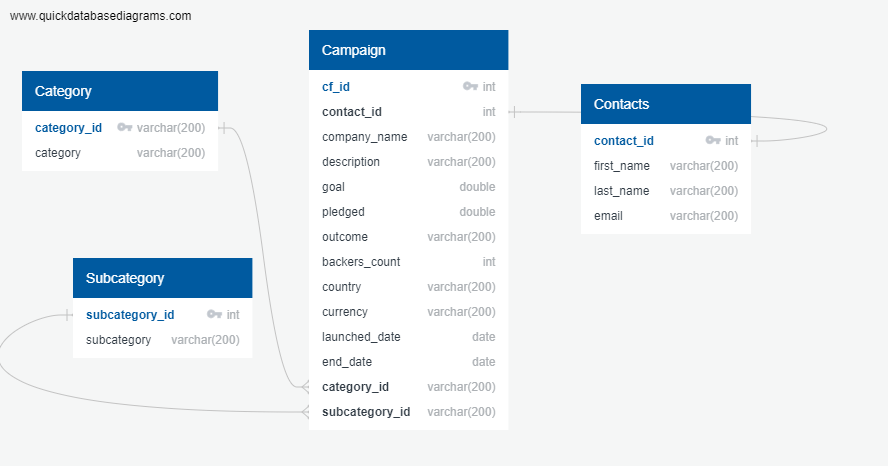 www.quickdatabasediagrams.com
Category
category_id varchar(200)
category varchar(200)
Subcategory
subcategory_id int
subcategory varchar(200)
Campaign
cf_id int
contact_id int
company_name varchar(200)
description varchar(200)
goal double
pledged double
outcome varchar(200)
backers_count int
country varchar(200)
currency varchar(200)
launched_date date
end_date date
category_id varchar(200)
subcategory_id varchar(200)
Contacts
contact_id int
first_name varchar(200)
last_name varchar(200)
email varchar(200)